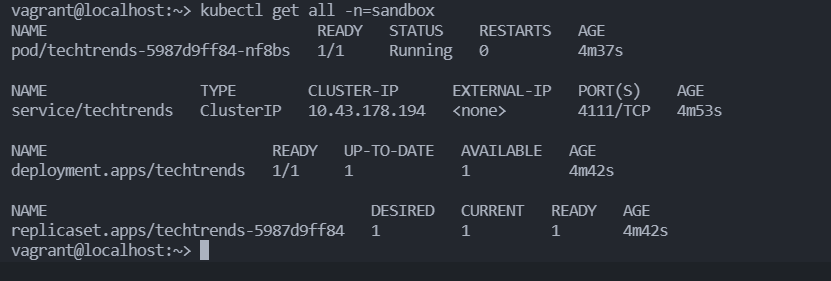 vagrant@localhost:~> kubectl get all -n=sandbox
NAME READY STATUS RESTARTS AGE
pod/techtrends-5987d9ff84-nf8bs 1/1 Running 0 4m37s
NAME TYPE CLUSTER-IP EXTERNAL-IP PORT(S) AGE
service/techtrends ClusterIP 10.43.178.194 <none> 4111/TCP 4m53s
NAME READY UP-TO-DATE AVAILABLE AGE
deployment.apps/techtrends 1/1 1 1 4m42s
NAME DESIRED CURRENT READY AGE
replicaset.apps/techtrends-5987d9ff84 1 1 1 4m42s
vagrant@localhost:~>